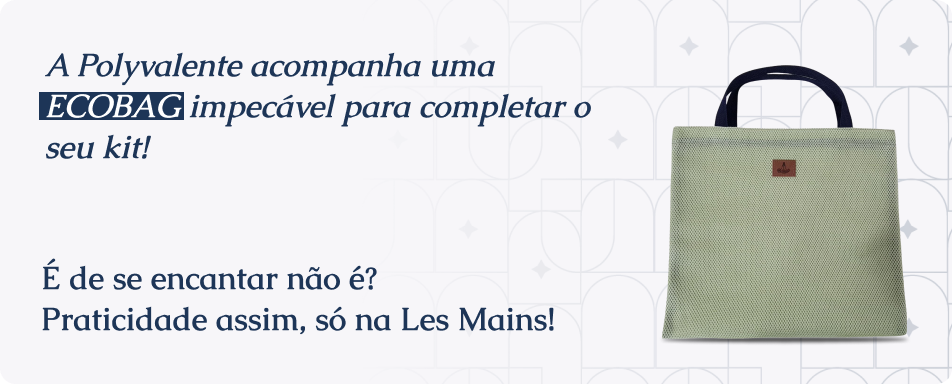 A Polyvalente acompanha uma
ECOBAG impecável para completar o
seu kit!
É de se encantar não é?
Praticidade assim, só na Les Mains!